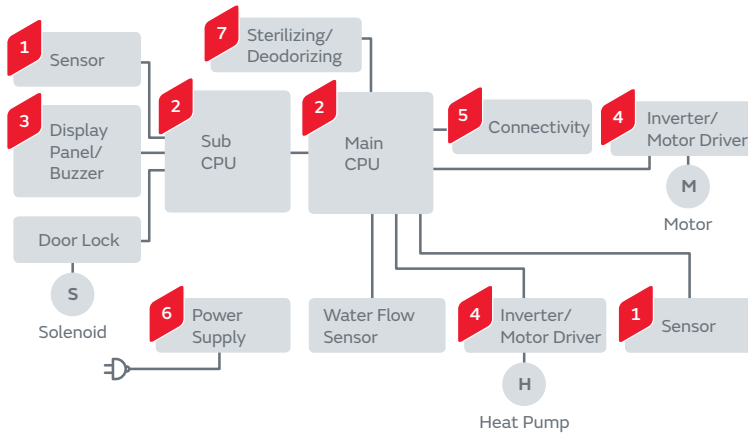 1
Sensor
3
Display
Panel/
Buzzer
Door Lock
S
Solenoid
2
Sub
CPU
7
Sterilizing/
Deodorizing
2
Main
CPU
5
Connectivity
4
Inverter/
Motor Driver
M
Motor
6
Power
Supply
Water Flow
Sensor
4
Inverter/
Motor Driver
H
Heat Pump
1
Sensor